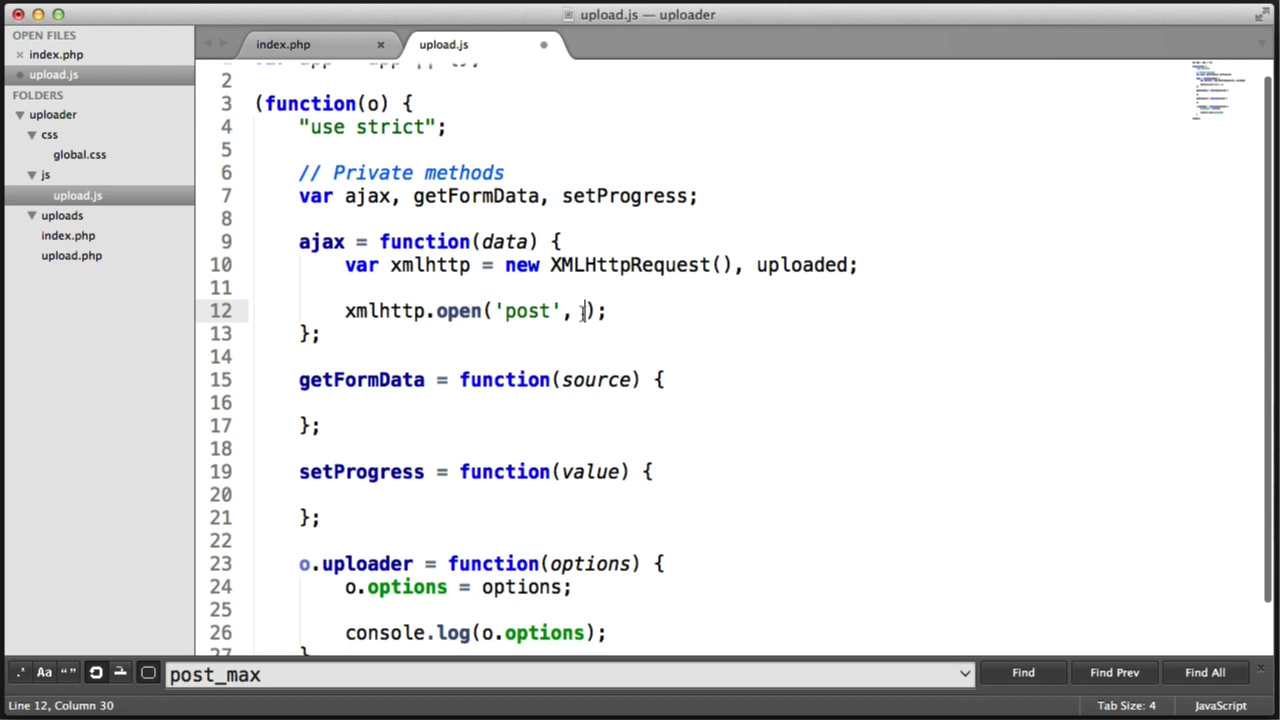 upload.js — uploader
OPEN FILES
index.php
upload.js
FOLDERS
uploader
css
global.css
js
upload.js
uploads
index.php
upload.php
index.php
upload.js
2
3 (function(o) {
4 "use strict";
5
6 // Private methods
7 var ajax, getFormData, setProgress;
8
9 ajax = function(data) {
10 var xmlhttp = new XMLHttpRequest(), uploaded;
11
12 xmlhttp.open('post', );
13 };
14
15 getFormData = function(source) {
16
17 };
18
19 setProgress = function(value) {
20
21 };
22
23 o.uploader = function(options) {
24 o.options = options;
25
26 console.log(o.options);
27 }
.* Aa “”
post_max
Find Find Prev Find All
Line 12, Column 30
Tab Size: 4 JavaScript